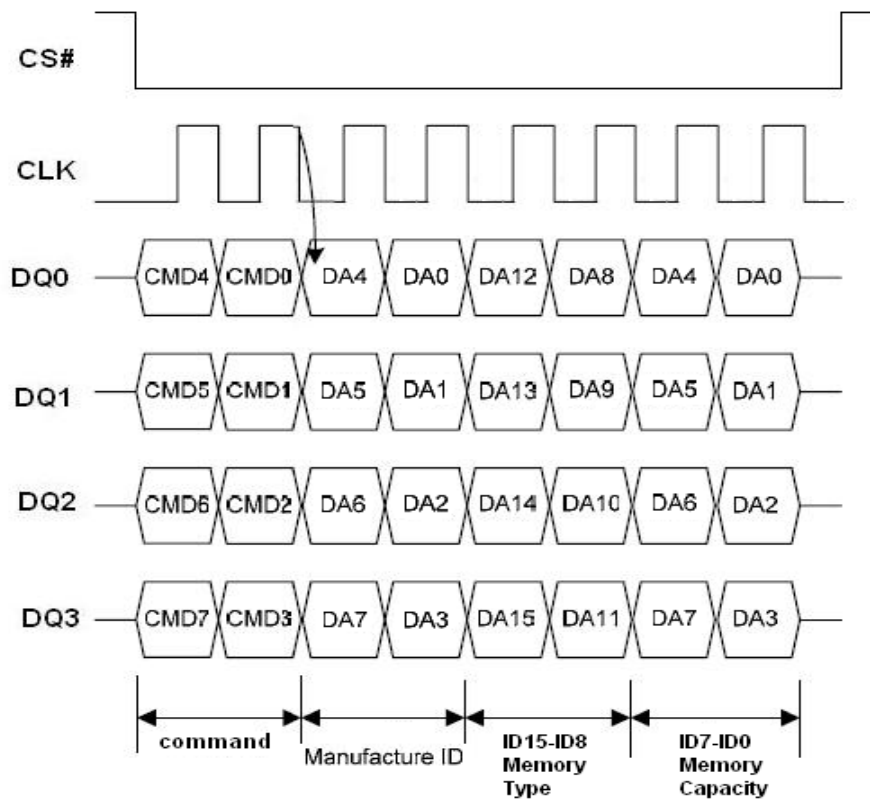 CS#
CLK
DQ0 CMD4 CMD0 DA4 DA0 DA12 DA8 DA4 DA0
DQ1 CMD5 CMD1 DA5 DA1 DA13 DA9 DA5 DA1
DQ2 CMD6 CMD2 DA6 DA2 DA14 DA10 DA6 DA2
DQ3 CMD7 CMD3 DA7 DA3 DA15 DA11 DA7 DA3
command
Manufacture ID
ID15-ID8
Memory
Type
ID7-ID0
Memory
Capacity